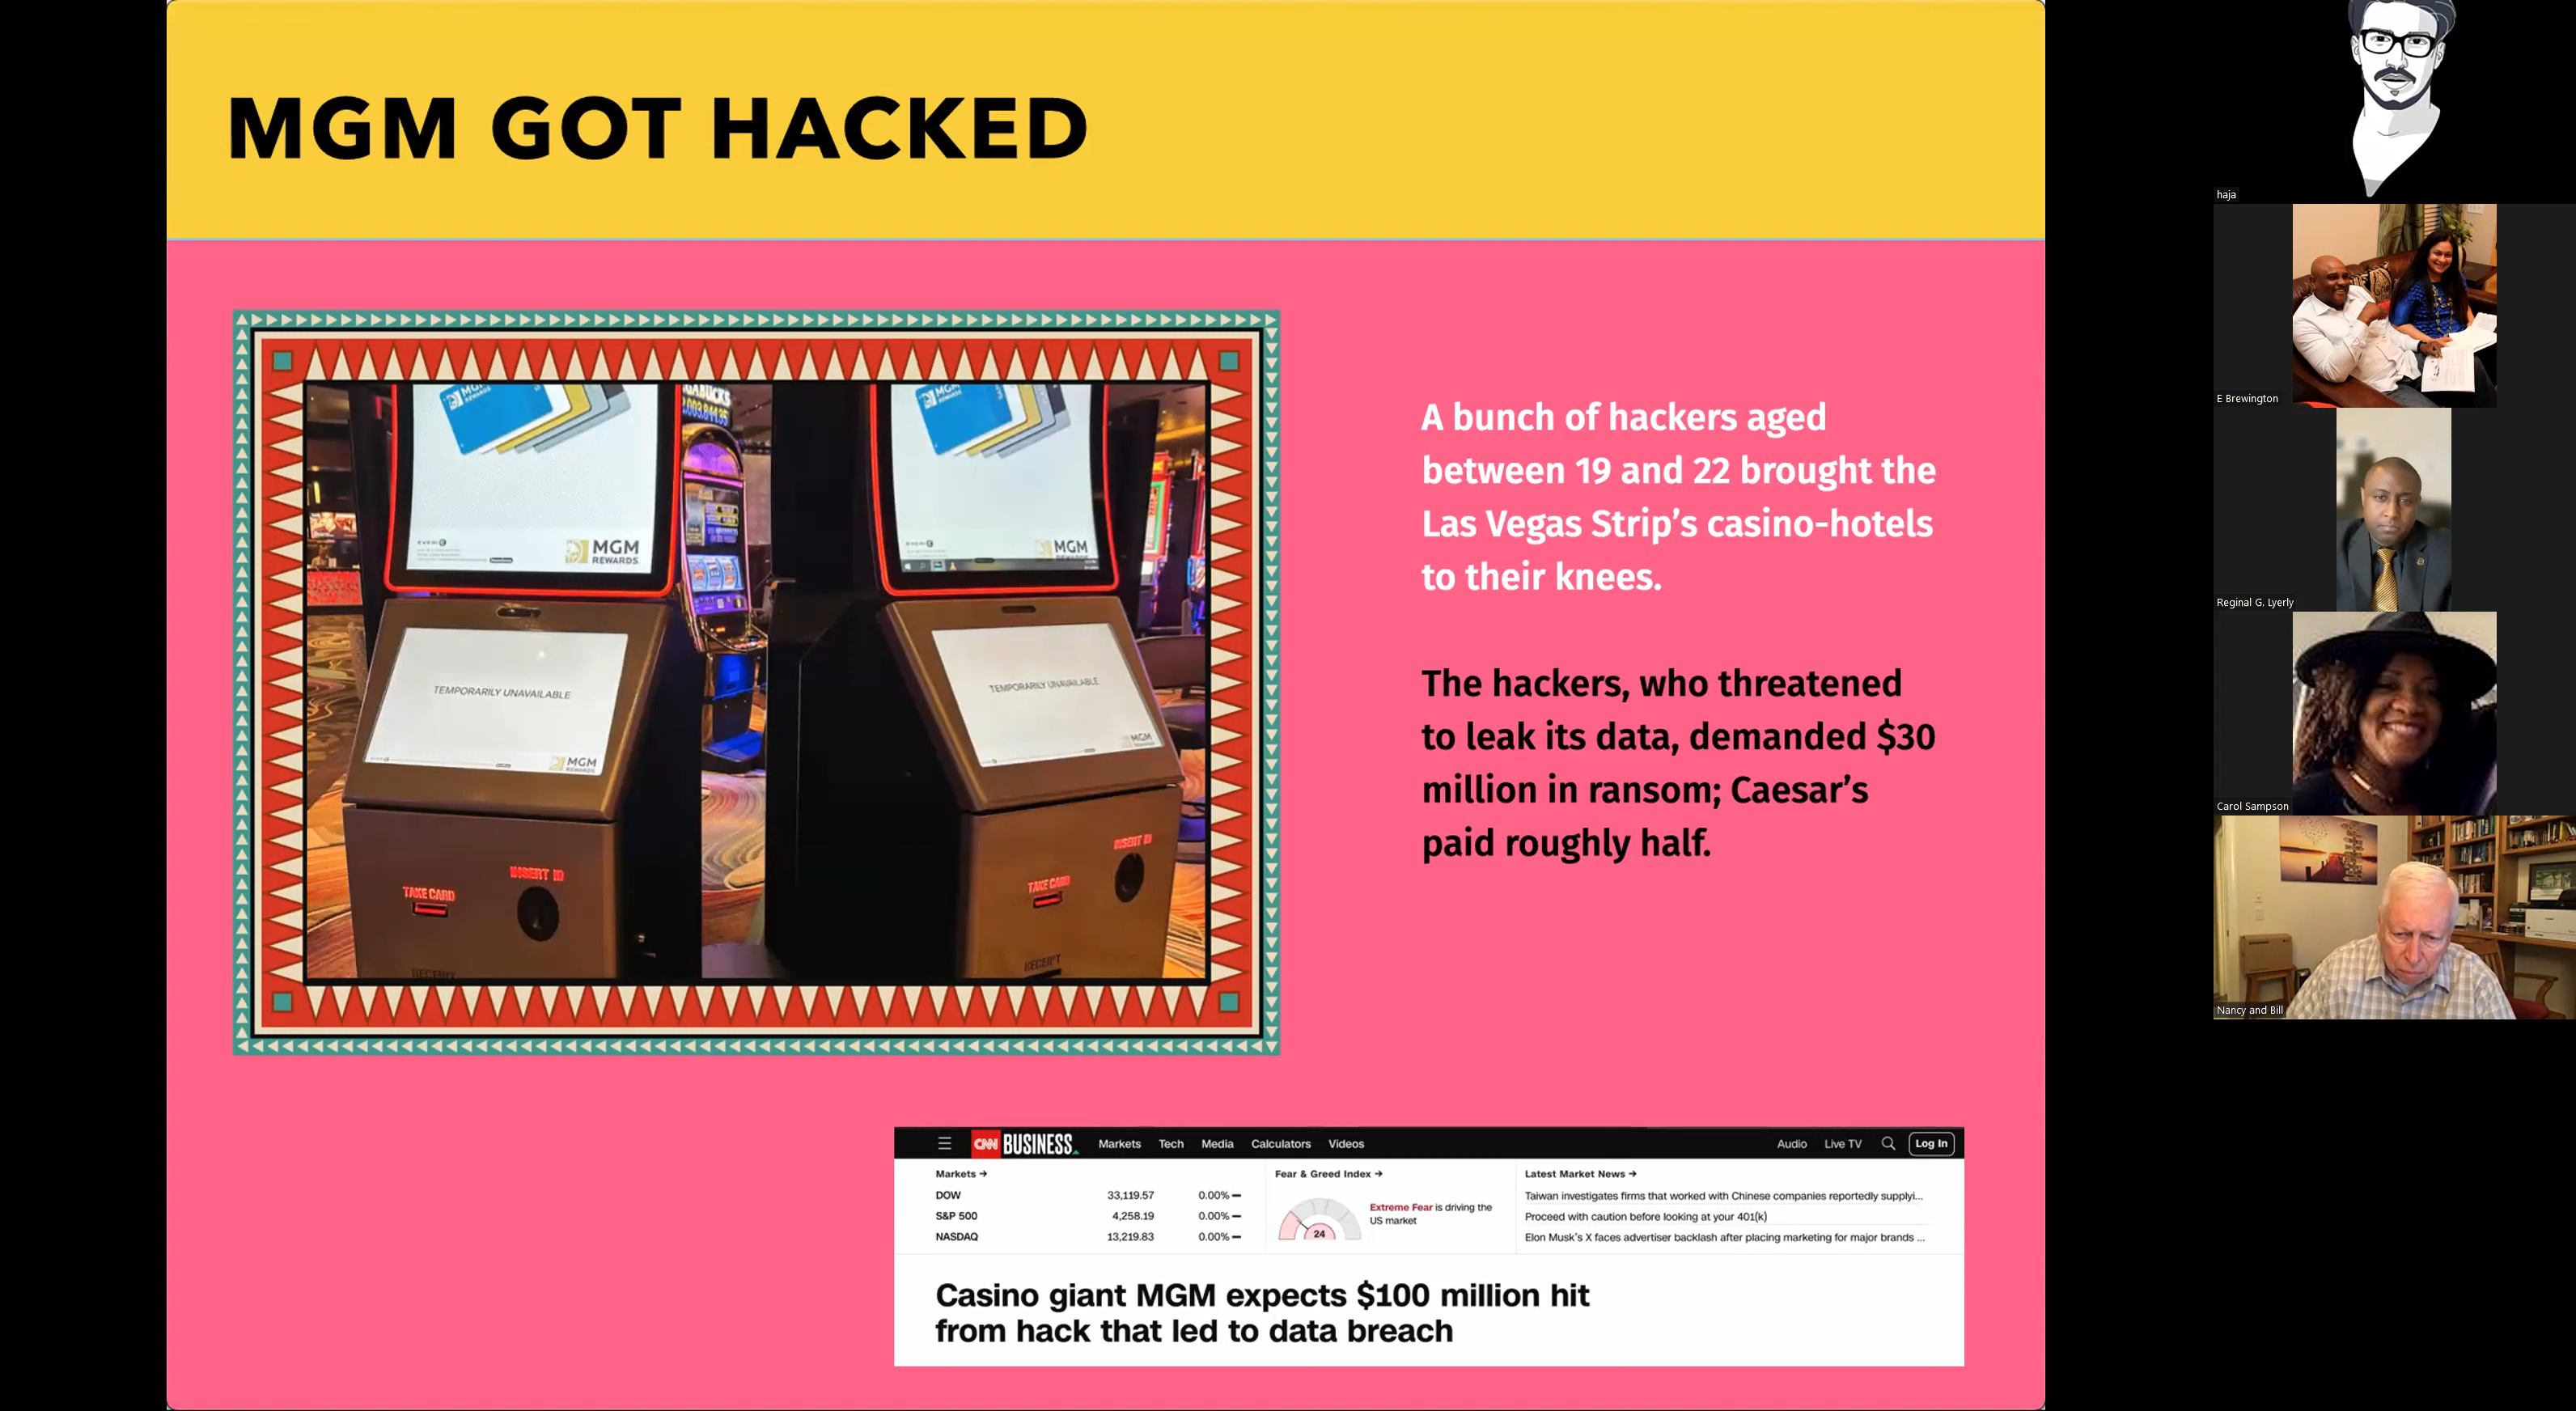 MGM GOT HACKED
MGM
REWARDS
MGM
REWARDS
TEMPORARILY UNAVAILABLE
MGM
REWARDS
TEMPORARILY UNAVAILABLE
MGM
REWARDS
TAKE CARD
INSERT ID
RECEIPT
TAKE CARD
INSERT ID
RECEIPT
A bunch of hackers aged
between 19 and 22 brought the
Las Vegas Strip’s casino-hotels
to their knees.
The hackers, who threatened
to leak its data, demanded $30
million in ransom; Caesar’s
paid roughly half.
CNN BUSINESS Markets Tech Media Calculators Videos Audio Live TV Log In
Markets →
DOW 33,119.57 0.00%
S&P 500 4,258.19 0.00%
NASDAQ 13,219.83 0.00%
Fear & Greed Index →
24
Extreme Fear is driving the
US market
Latest Market News →
Taiwan investigates firms that worked with Chinese companies reportedly supplyi...
Proceed with caution before looking at your 401(k)
Elon Musk’s X faces advertiser backlash after placing marketing for major brands ...
Casino giant MGM expects $100 million hit
from hack that led to data breach
haja
E Brewington
Reginal G. Lyerly
Carol Sampson
Nancy and Bill